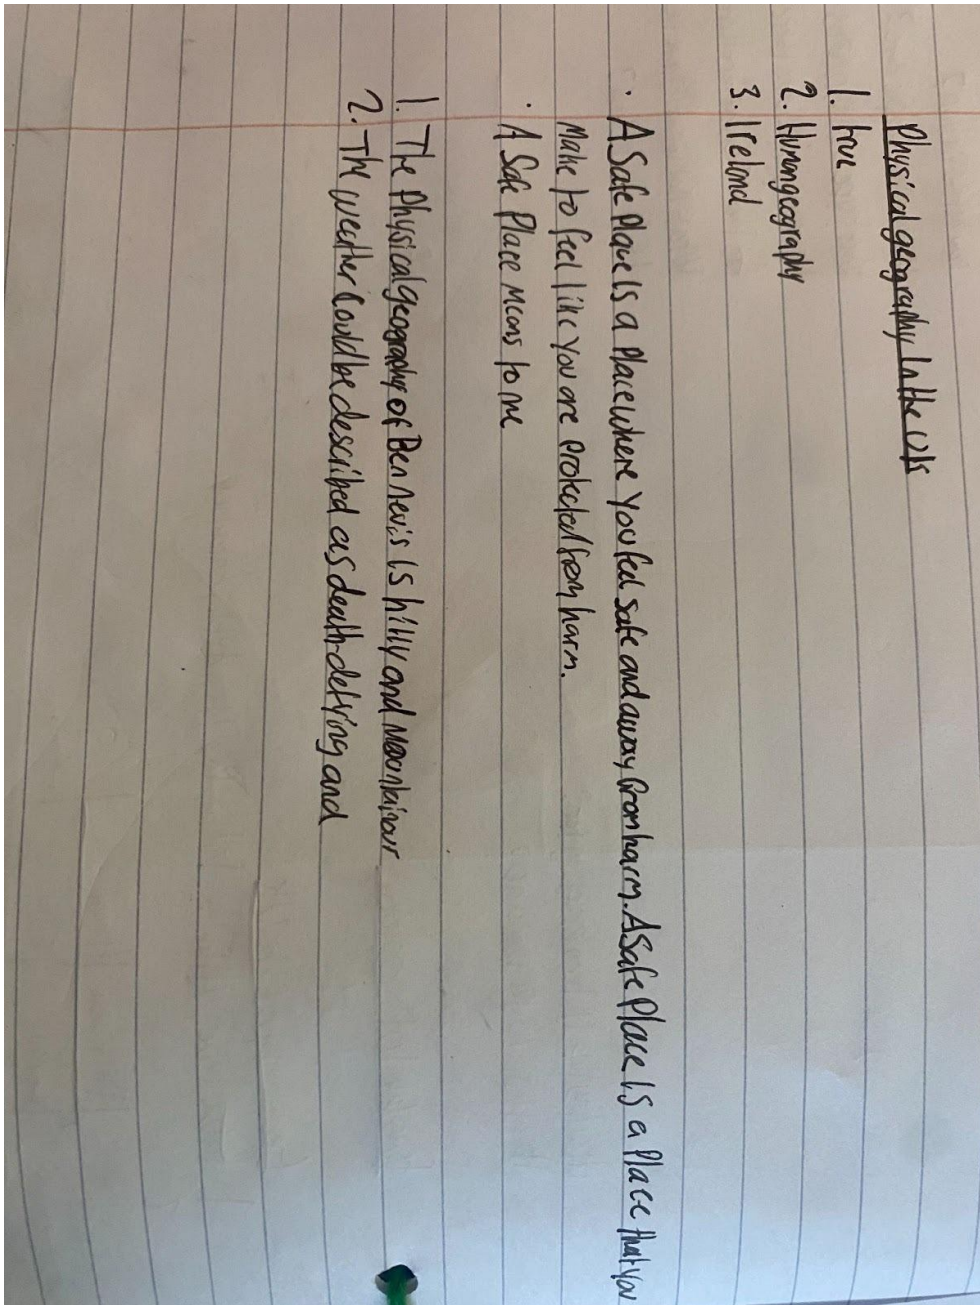 Physical geography In the Uk
1. true
2. Human geography
3. Ireland
· A Safe Place Is a Place where you feel safe and away from harm. A Safe Place Is a Place that you
Make to feel like you are protected from harm.
· A Safe Place Means to me
1. The Physical geography of Ben nevis is hilly and Mountainour
2. The weather Could be described as death-defying and